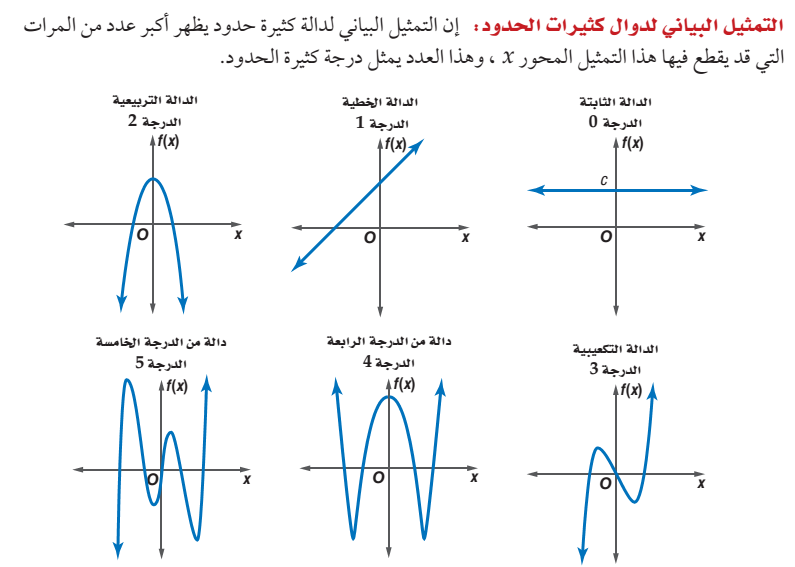 التمثيل البياني لدوال كثيرات الحدود: إن التمثيل البياني لدالة كثيرة حدود يظهر أكبر عدد من المرات
التي قد يقطع فيها هذا التمثيل المحور x ، وهذا العدد يمثل درجة كثيرة الحدود.
الدالة الثابتة
الدرجة 0
f(x)
c
O
x
الدالة الخطية
الدرجة 1
f(x)
O
x
الدالة التربيعية
الدرجة 2
f(x)
O
x
الدالة التكعيبية
الدرجة 3
f(x)
O
x
دالة من الدرجة الرابعة
الدرجة 4
f(x)
O
x
دالة من الدرجة الخامسة
الدرجة 5
f(x)
O
x